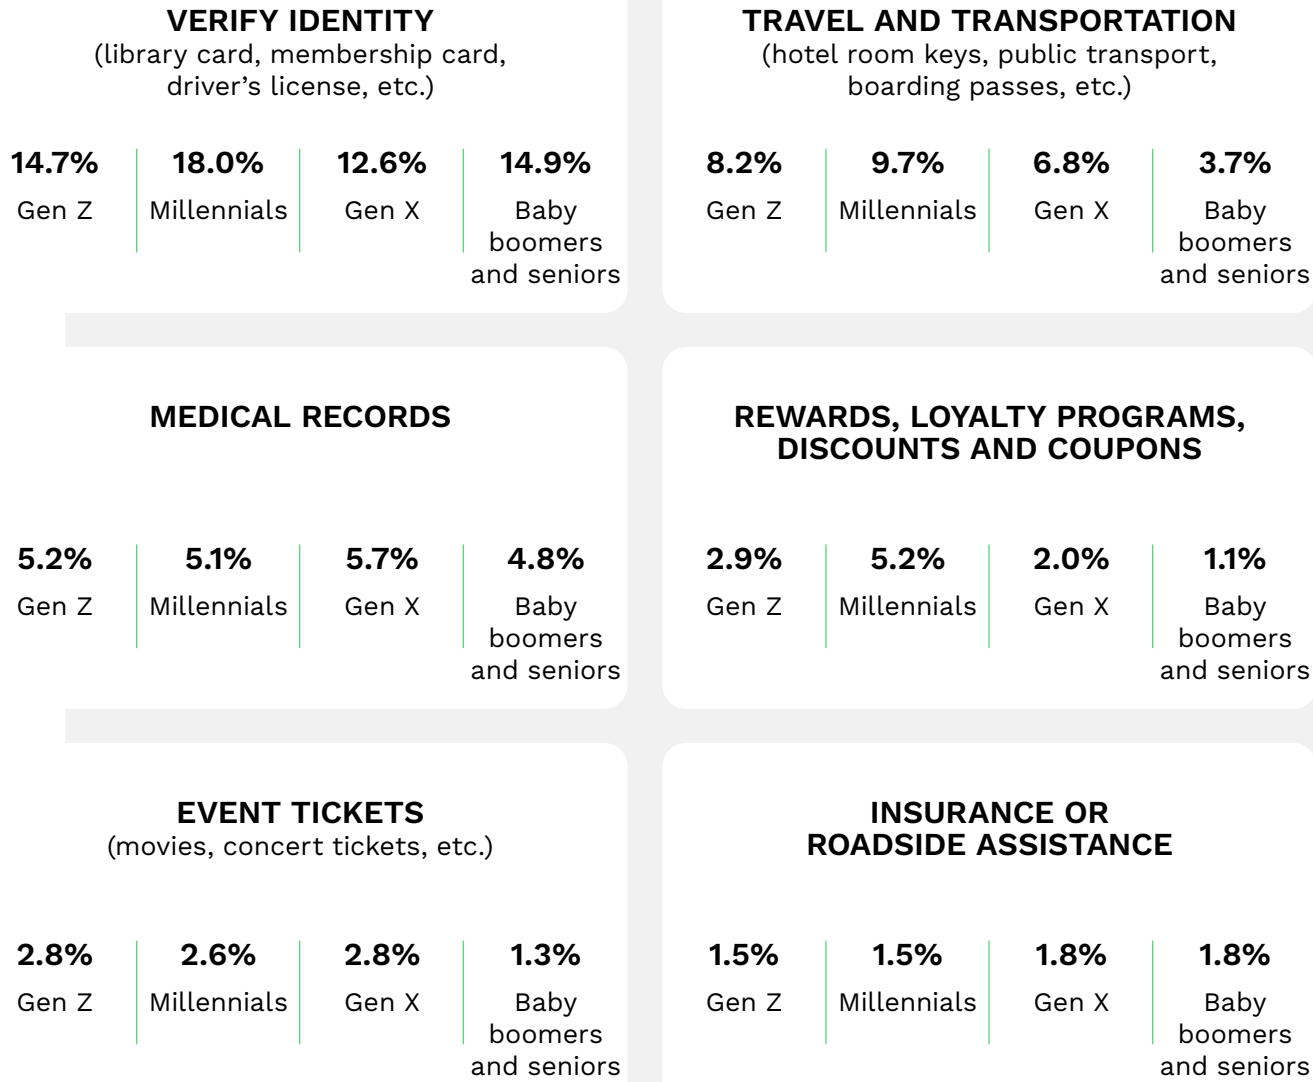 VERIFY IDENTITY
(library card, membership card,
driver's license, etc.)
14.7%
Gen Z
18.0%
Millennials
12.6%
Gen X
14.9%
Baby
boomers
and seniors
TRAVEL AND TRANSPORTATION
(hotel room keys, public transport,
boarding passes, etc.)
8.2%
Gen Z
9.7%
Millennials
6.8%
Gen X
3.7%
Baby
boomers
and seniors
MEDICAL RECORDS
5.2%
Gen Z
5.1%
Millennials
5.7%
Gen X
4.8%
Baby
boomers
and seniors
REWARDS, LOYALTY PROGRAMS,
DISCOUNTS AND COUPONS
2.9%
Gen Z
5.2%
Millennials
2.0%
Gen X
1.1%
Baby
boomers
and seniors
EVENT TICKETS
(movies, concert tickets, etc.)
2.8%
Gen Z
2.6%
Millennials
2.8%
Gen X
1.3%
Baby
boomers
and seniors
INSURANCE OR
ROADSIDE ASSISTANCE
1.5%
Gen Z
1.5%
Millennials
1.8%
Gen X
1.8%
Baby
boomers
and seniors